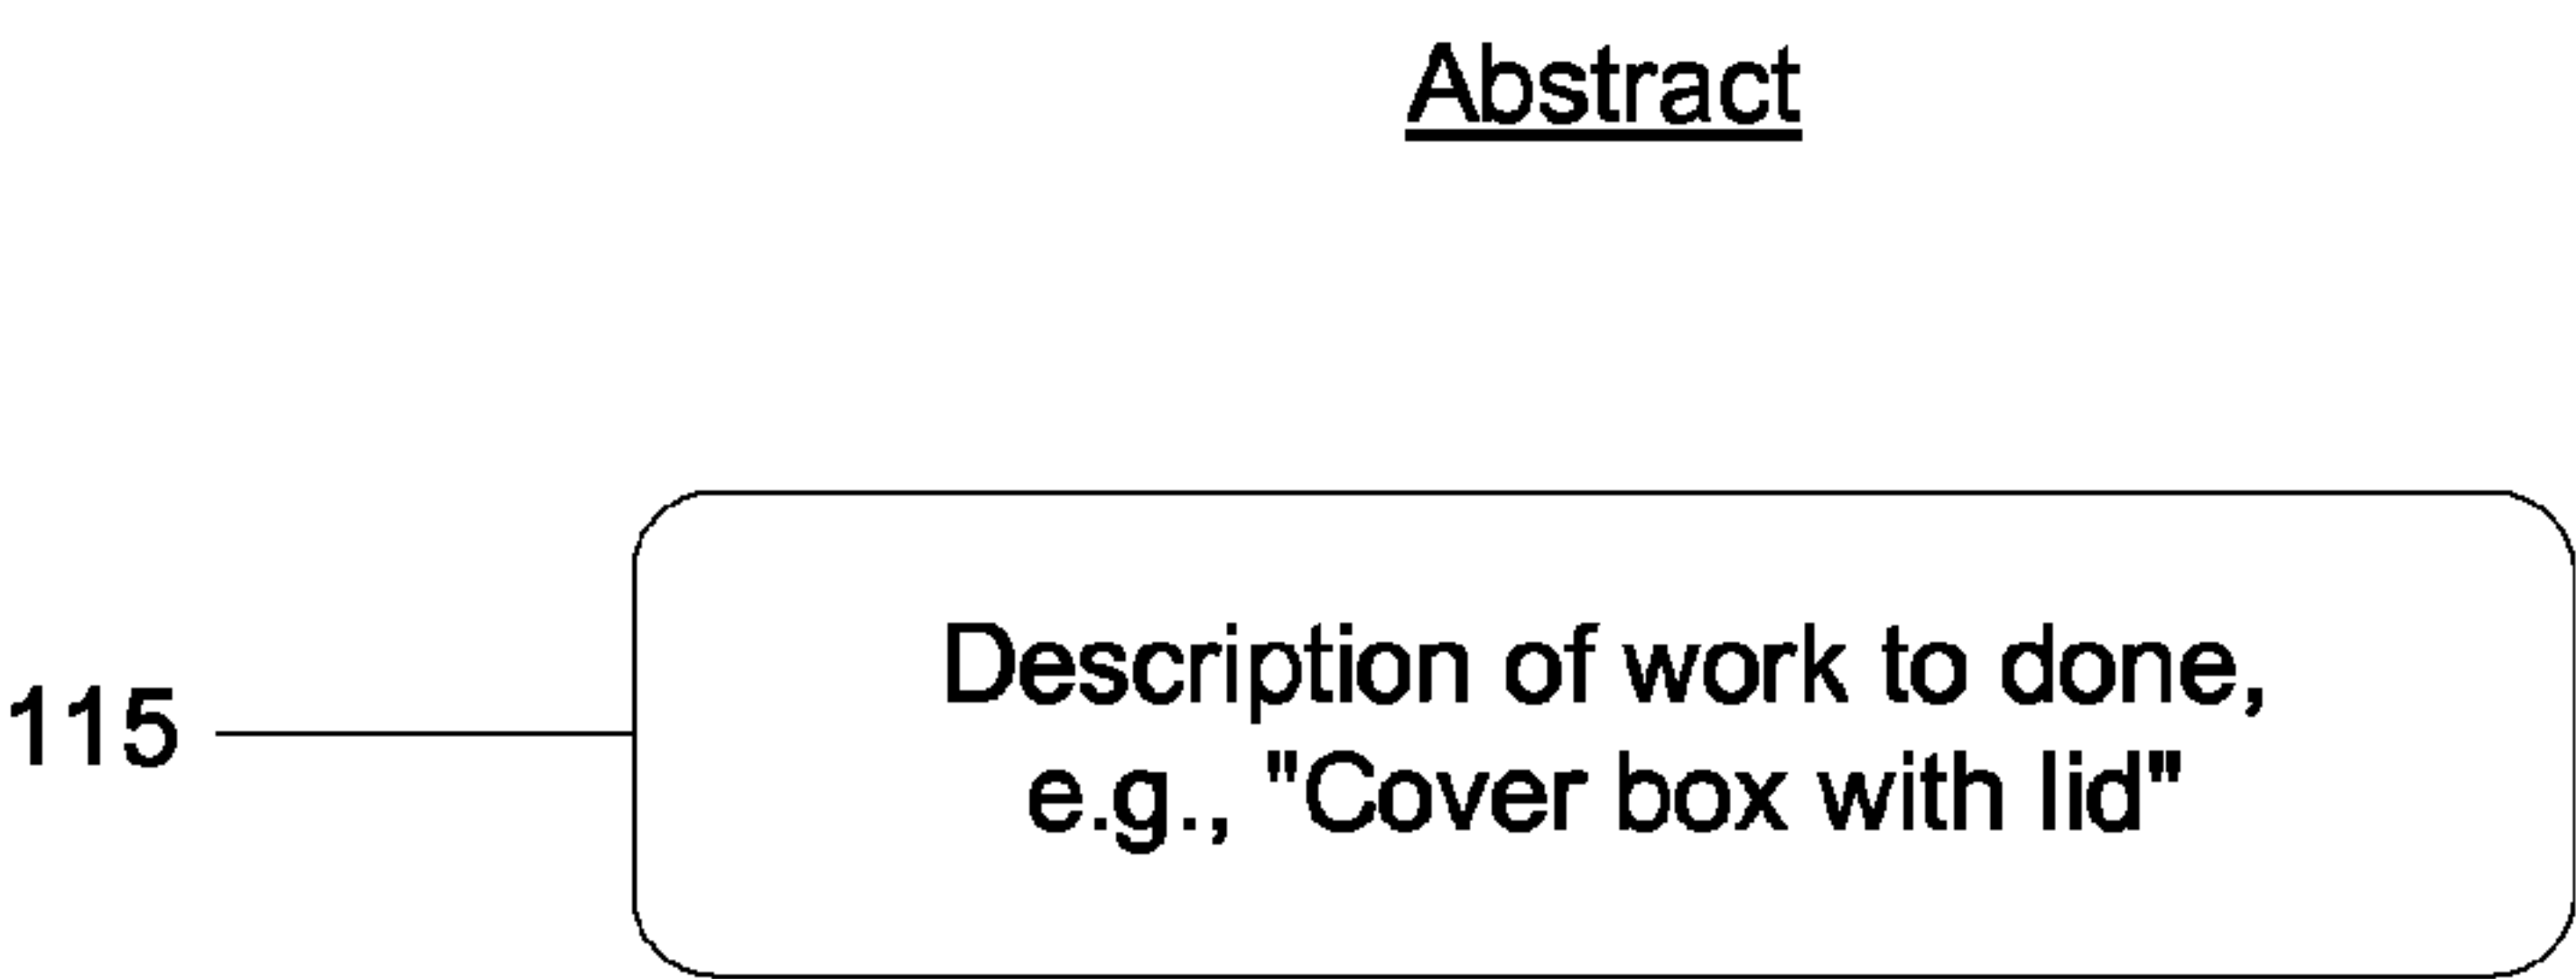 Abstract
115
Description of work to done,
e.g., "Cover box with lid"